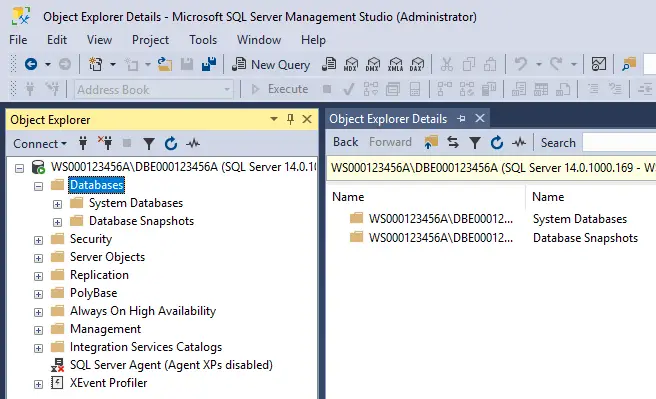 Object Explorer Details - Microsoft SQL Server Management Studio (Administrator)
File Edit View Project Tools Window Help
New Query MDX DMX XMLA DAX
Address Book Execute
Object Explorer
Connect
WS000123456A\DBE000123456A (SQL Server 14.0.10
Databases
System Databases
Database Snapshots
Security
Server Objects
Replication
PolyBase
Always On High Availability
Management
Integration Services Catalogs
SQL Server Agent (Agent XPs disabled)
XEvent Profiler
Object Explorer Details
Back Forward Search
WS000123456A\DBE000123456A (SQL Server 14.0.1000.169 - W
Name Name
WS000123456A\DBE00012... System Databases
WS000123456A\DBE00012... Database Snapshots